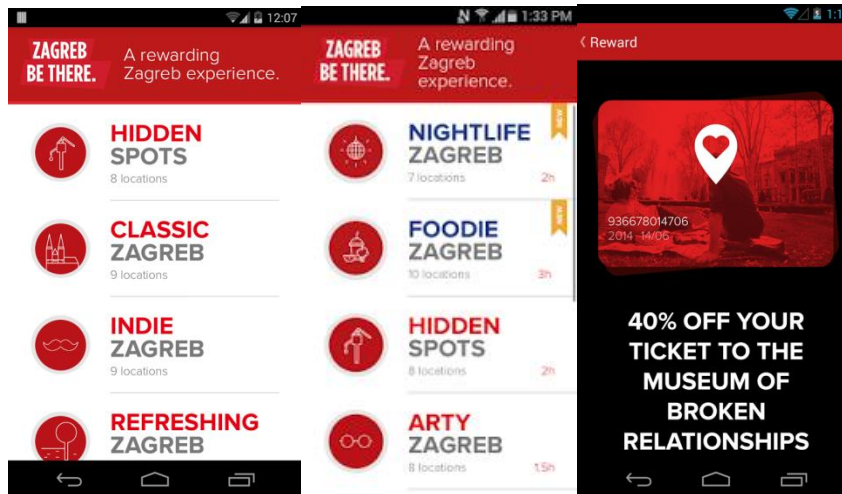 12:07
ZAGREB
BE THERE.
A rewarding
Zagreb experience.
HIDDEN
SPOTS
8 locations
CLASSIC
ZAGREB
9 locations
INDIE
ZAGREB
9 locations
REFRESHING
ZAGREB
1:33 PM
ZAGREB
BE THERE.
A rewarding
Zagreb
experience.
NEW
NIGHTLIFE
ZAGREB
7 locations
2h
NEW
FOODIE
ZAGREB
10 locations
3h
HIDDEN
SPOTS
8 locations
2h
ARTY
ZAGREB
8 locations
1.5h
Reward
936678014706
2014 14/06
40% OFF YOUR
TICKET TO THE
MUSEUM OF
BROKEN
RELATIONSHIPS